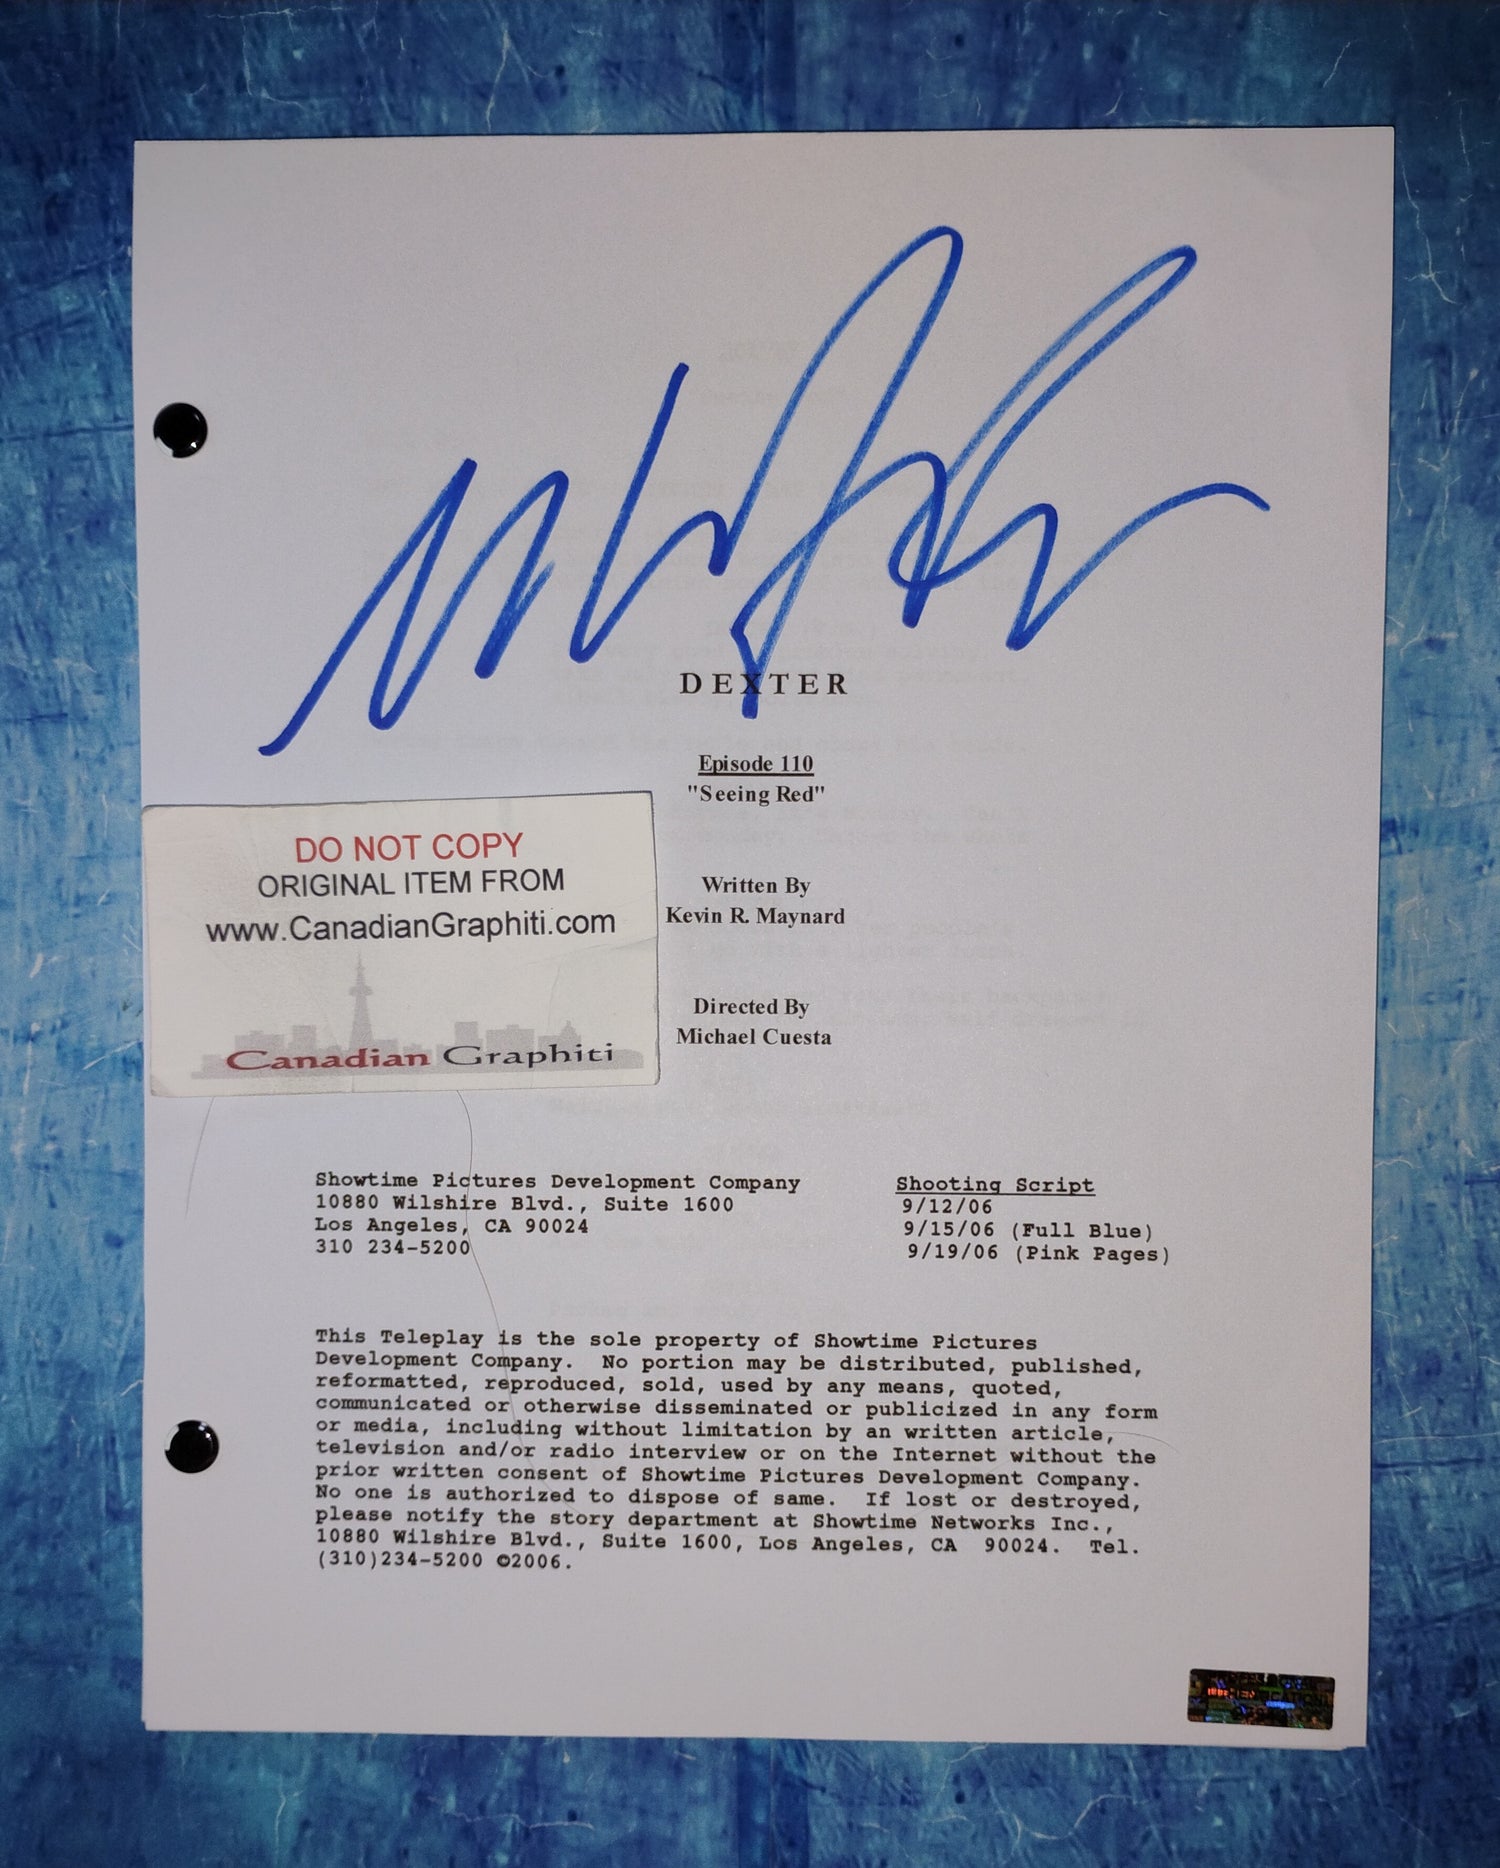 DEXTER
Episode 110
"Seeing Red"
DO NOT COPY
ORIGINAL ITEM FROM
www.CanadianGraphiti.com
Canadian Graphiti
Written By
Kevin R. Maynard
Directed By
Michael Cuesta
Showtime Pictures Development Company
10880 Wilshire Blvd., Suite 1600
Los Angeles, CA 90024
310 234-5200
Shooting Script
9/12/06
9/15/06 (Full Blue)
9/19/06 (Pink Pages)
This Teleplay is the sole property of Showtime Pictures
Development Company.  No portion may be distributed, published,
reformatted, reproduced, sold, used by any means, quoted,
communicated or otherwise disseminated or publicized in any form
or media, including without limitation by an written article,
television and/or radio interview or on the Internet without the
prior written consent of Showtime Pictures Development Company.
No one is authorized to dispose of same.  If lost or destroyed,
please notify the story department at Showtime Networks Inc.,
10880 Wilshire Blvd., Suite 1600, Los Angeles, CA  90024.  Tel.
(310)234-5200 ©2006.